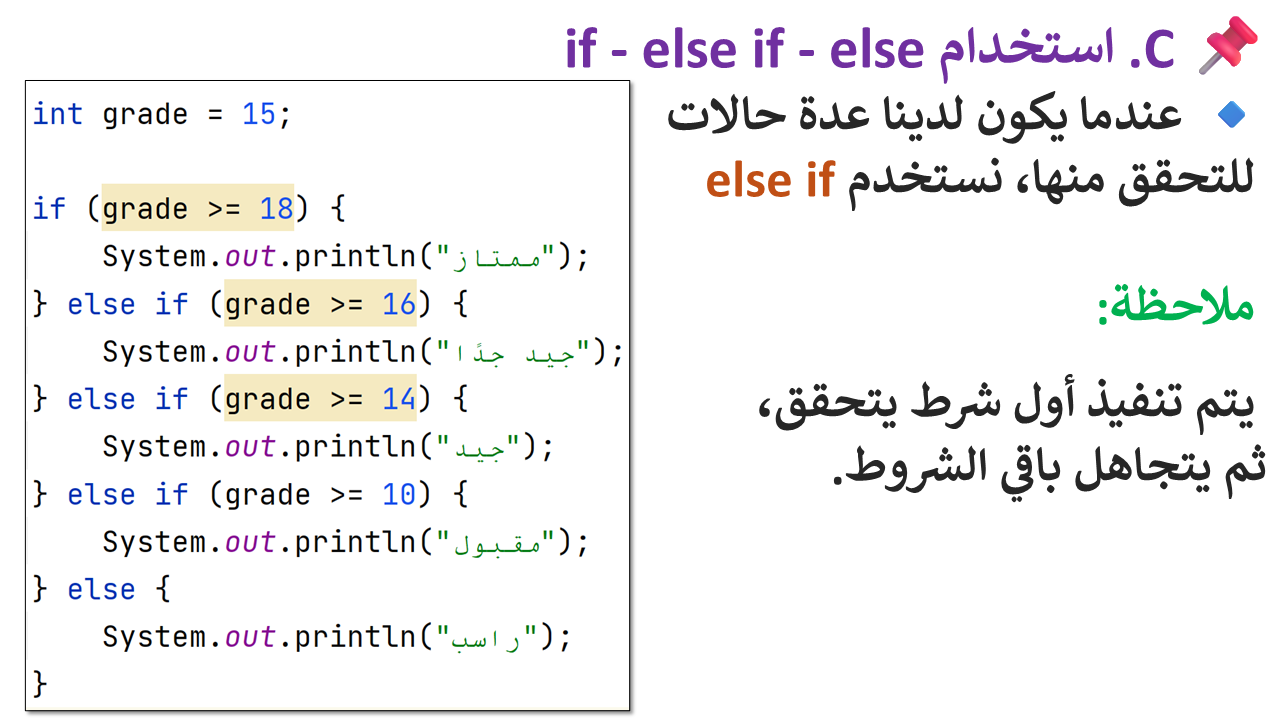 📌 C. استخدام if - else if - else
🔹 عندما يكون لدينا عدة حالات
للتحقق منها، نستخدم else if
ملاحظة:
يتم تنفيذ أول شرط يتحقق،
ثم يتجاهل باقي الشروط.
int grade = 15;
if (grade >= 18) {
    System.out.println("ممتاز");
} else if (grade >= 16) {
    System.out.println("جيد جدًا");
} else if (grade >= 14) {
    System.out.println("جيد");
} else if (grade >= 10) {
    System.out.println("مقبول");
} else {
    System.out.println("راسب");
}